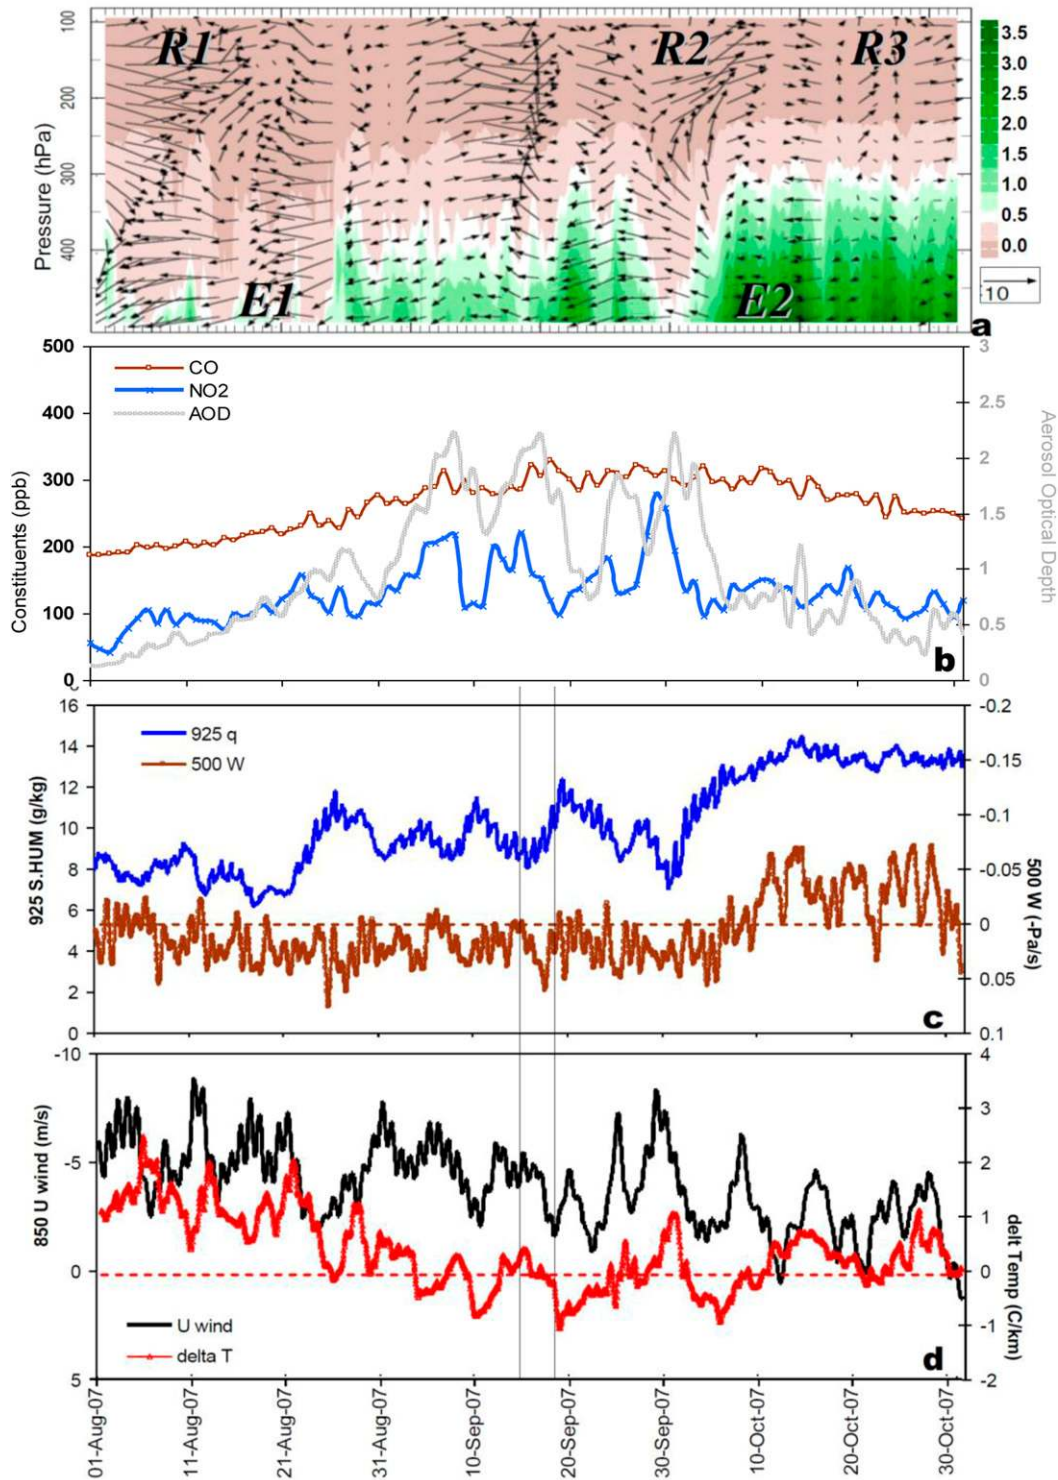 R1
R2
R3
E1
E2
Pressure (hPa)
100
200
300
400
3.5
3.0
2.5
2.0
1.5
1.0
0.5
0.0
10
a
500
400
300
200
100
0
Constituents (ppb)
CO
NO2
AOD
3
2.5
2
1.5
1
0.5
0
Aerosol Optical Depth
b
16
14
12
10
8
6
4
2
0
925 S.HUM (g/kg)
925 q
500 W
-0.2
-0.15
-0.1
-0.05
0
0.05
0.1
500 W (-Pa/s)
c
-10
-5
0
5
850 U wind (m/s)
U wind
delta T
4
3
2
1
0
-1
-2
delt Temp (C/km)
d
01-Aug-07
11-Aug-07
21-Aug-07
31-Aug-07
10-Sep-07
20-Sep-07
30-Sep-07
10-Oct-07
20-Oct-07
30-Oct-07